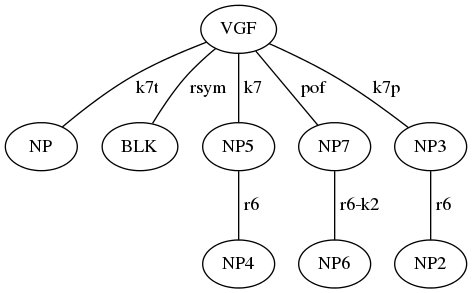 VGF
k7t rsym k7 pof k7p
NP BLK NP5 NP7 NP3
r6 r6-k2 r6
NP4 NP6 NP2